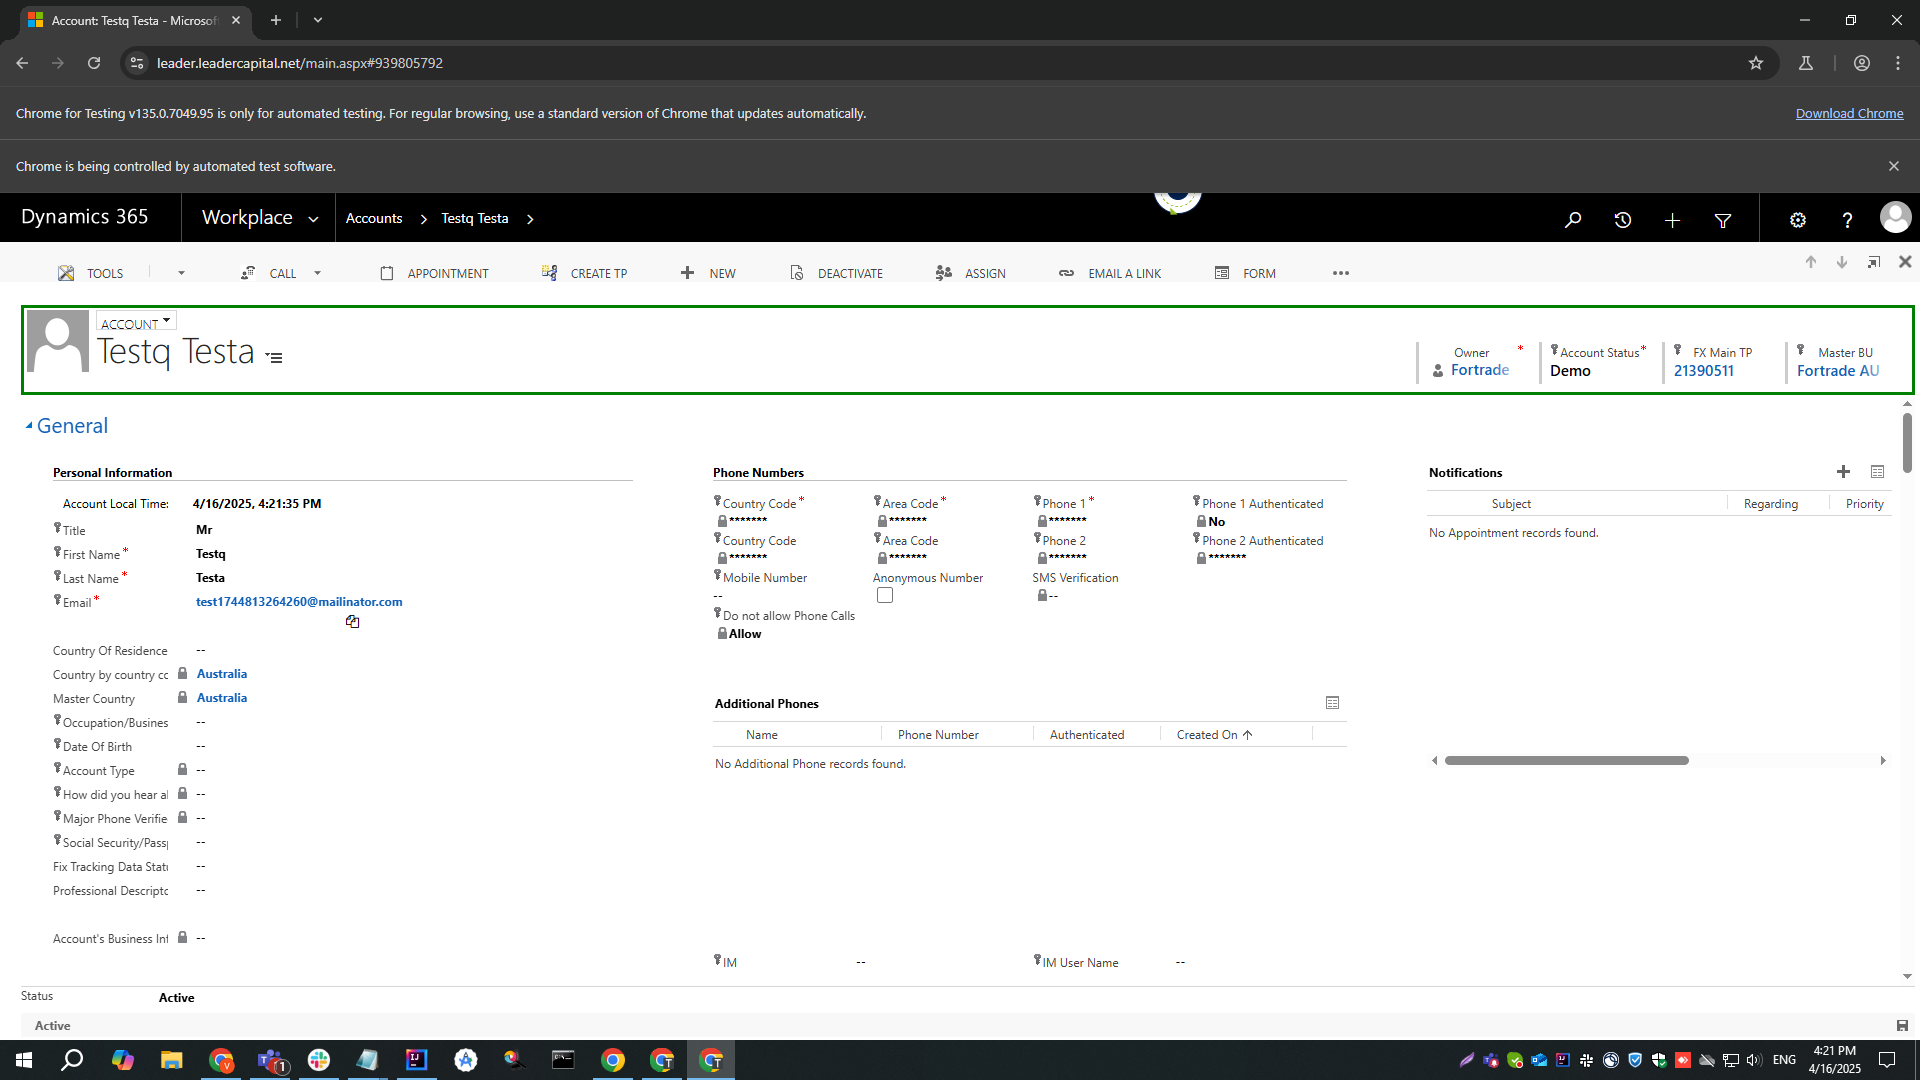 Account: Testq Testa - Microsof
leader.leadercapital.net/main.aspx#939805792
Chrome for Testing v135.0.7049.95 is only for automated testing. For regular browsing, use a standard version of Chrome that updates automatically.
Download Chrome
Chrome is being controlled by automated test software.
Dynamics 365
Workplace
Accounts
Testq Testa
TOOLS
CALL
APPOINTMENT
CREATE TP
NEW
DEACTIVATE
ASSIGN
EMAIL A LINK
FORM
ACCOUNT
Testq Testa
Owner *
Fortrade
Account Status *
Demo
FX Main TP
21390511
Master BU
Fortrade AU
General
Personal Information
Account Local Time: 4/16/2025, 4:21:35 PM
Title Mr
First Name * Testq
Last Name * Testa
Email * test1744813264260@mailinator.com
Country Of Residence --
Country by country cc Australia
Master Country Australia
Occupation/Busines --
Date Of Birth --
Account Type --
How did you hear al --
Major Phone Verifie --
Social Security/Pass --
Fix Tracking Data Statu --
Professional Descripto --
Account's Business Int --
Phone Numbers
Country Code * Area Code * Phone 1 * Phone 1 Authenticated
******* ******* ******* No
Country Code Area Code Phone 2 Phone 2 Authenticated
******* ******* ******* *******
Mobile Number Anonymous Number SMS Verification
-- --
Do not allow Phone Calls
Allow
Additional Phones
Name Phone Number Authenticated Created On
No Additional Phone records found.
IM -- IM User Name --
Notifications
Subject Regarding Priority
No Appointment records found.
Status Active
Active
1
ENG
4:21 PM
4/16/2025